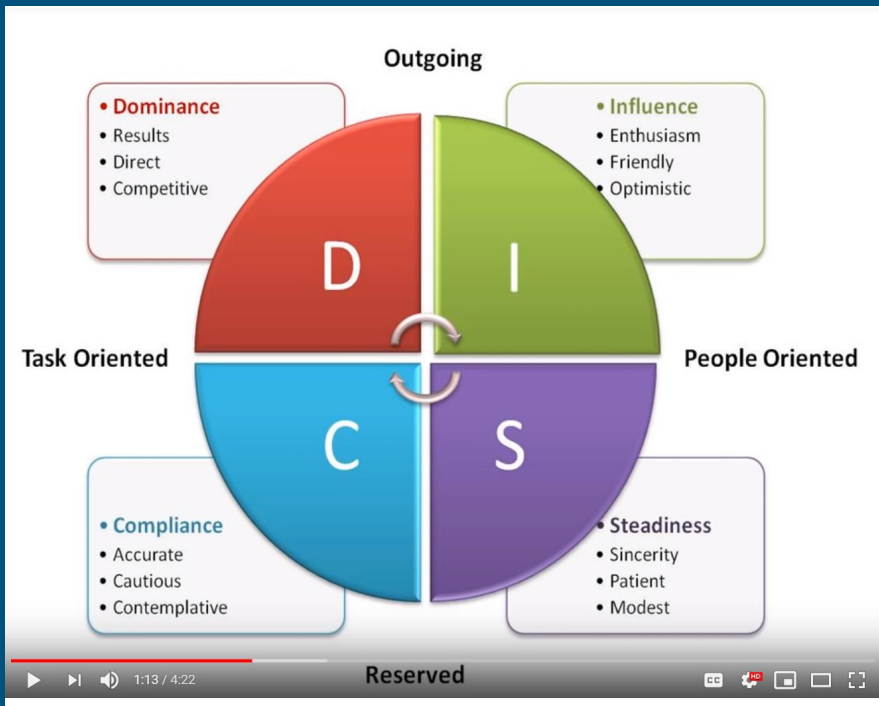 Outgoing
• Dominance
• Results
• Direct
• Competitive
• Influence
• Enthusiasm
• Friendly
• Optimistic
D
I
Task Oriented
People Oriented
C
S
• Compliance
• Accurate
• Cautious
• Contemplative
• Steadiness
• Sincerity
• Patient
• Modest
Reserved
1:13 / 4:22
CC
HD